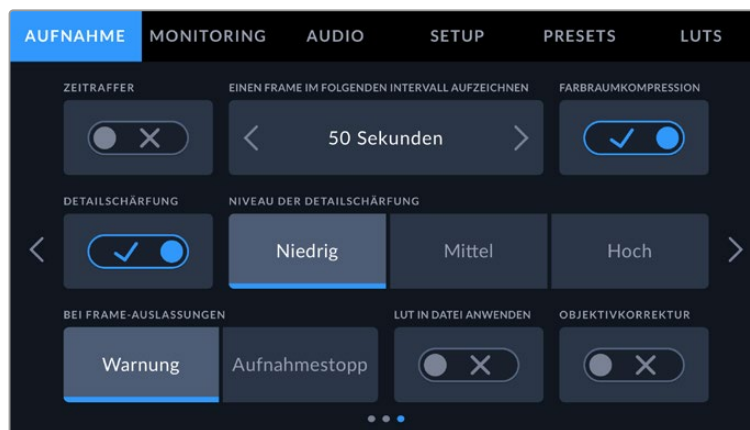 AUFNAHME MONITORING AUDIO SETUP PRESETS LUTS
ZEITRAFFER EINEN FRAME IM FOLGENDEN INTERVALL AUFZEICHNEN FARBRAUMKOMPRESSION
50 Sekunden
DETAILSCHÄRFUNG NIVEAU DER DETAILSCHÄRFUNG
Niedrig Mittel Hoch
BEI FRAME-AUSLASSUNGEN LUT IN DATEI ANWENDEN OBJEKTIVKORREKTUR
Warnung Aufnahmestopp